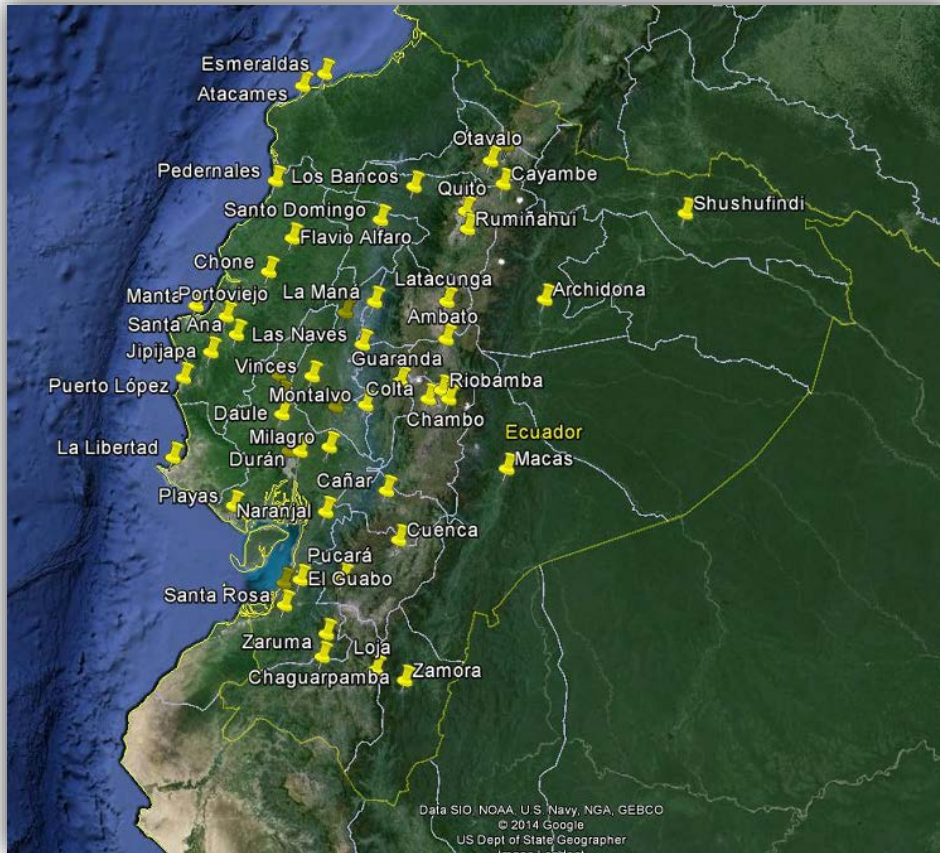 Esmeraldas
Atacames
Otavalo
Pedernales
Los Bancos
Cayambe
Quito
Shushufindi
Santo Domingo
Rumiñahui
Flavio Alfaro
Chone
Latacunga
Archidona
Manta
Portoviejo
La Maná
Ambato
Santa Ana
Las Naves
Jipijapa
Guaranda
Vinces
Puerto López
Riobamba
Colta
Montalvo
Daule
Chambo
Ecuador
Milagro
La Libertad
Durán
Macas
Cañar
Playas
Naranjal
Cuenca
Pucará
El Guabo
Santa Rosa
Zaruma
Loja
Zamora
Chaguarpamba
Data SIO, NOAA, U.S. Navy, NGA, GEBCO
© 2014 Google
US Dept of State Geographer